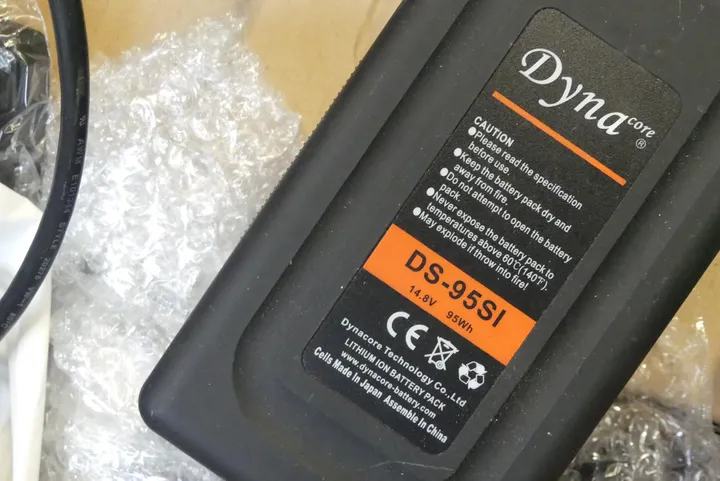 Dynacore®
CAUTION
●Please read the specification
before use.
●Keep the battery pack dry and
away from fire.
●Do not attempt to open the battery
pack.
●Never expose the battery pack to
temperatures above 60℃(140℉).
●May explode if throw into fire!
DS-95SI
14.8V 95Wh
CE
Dynacore Technology Co.,Ltd
LITHIUM ION BATTERY PACK
www.dynacore-battery.com
Cells Made In Japan Assemble In China